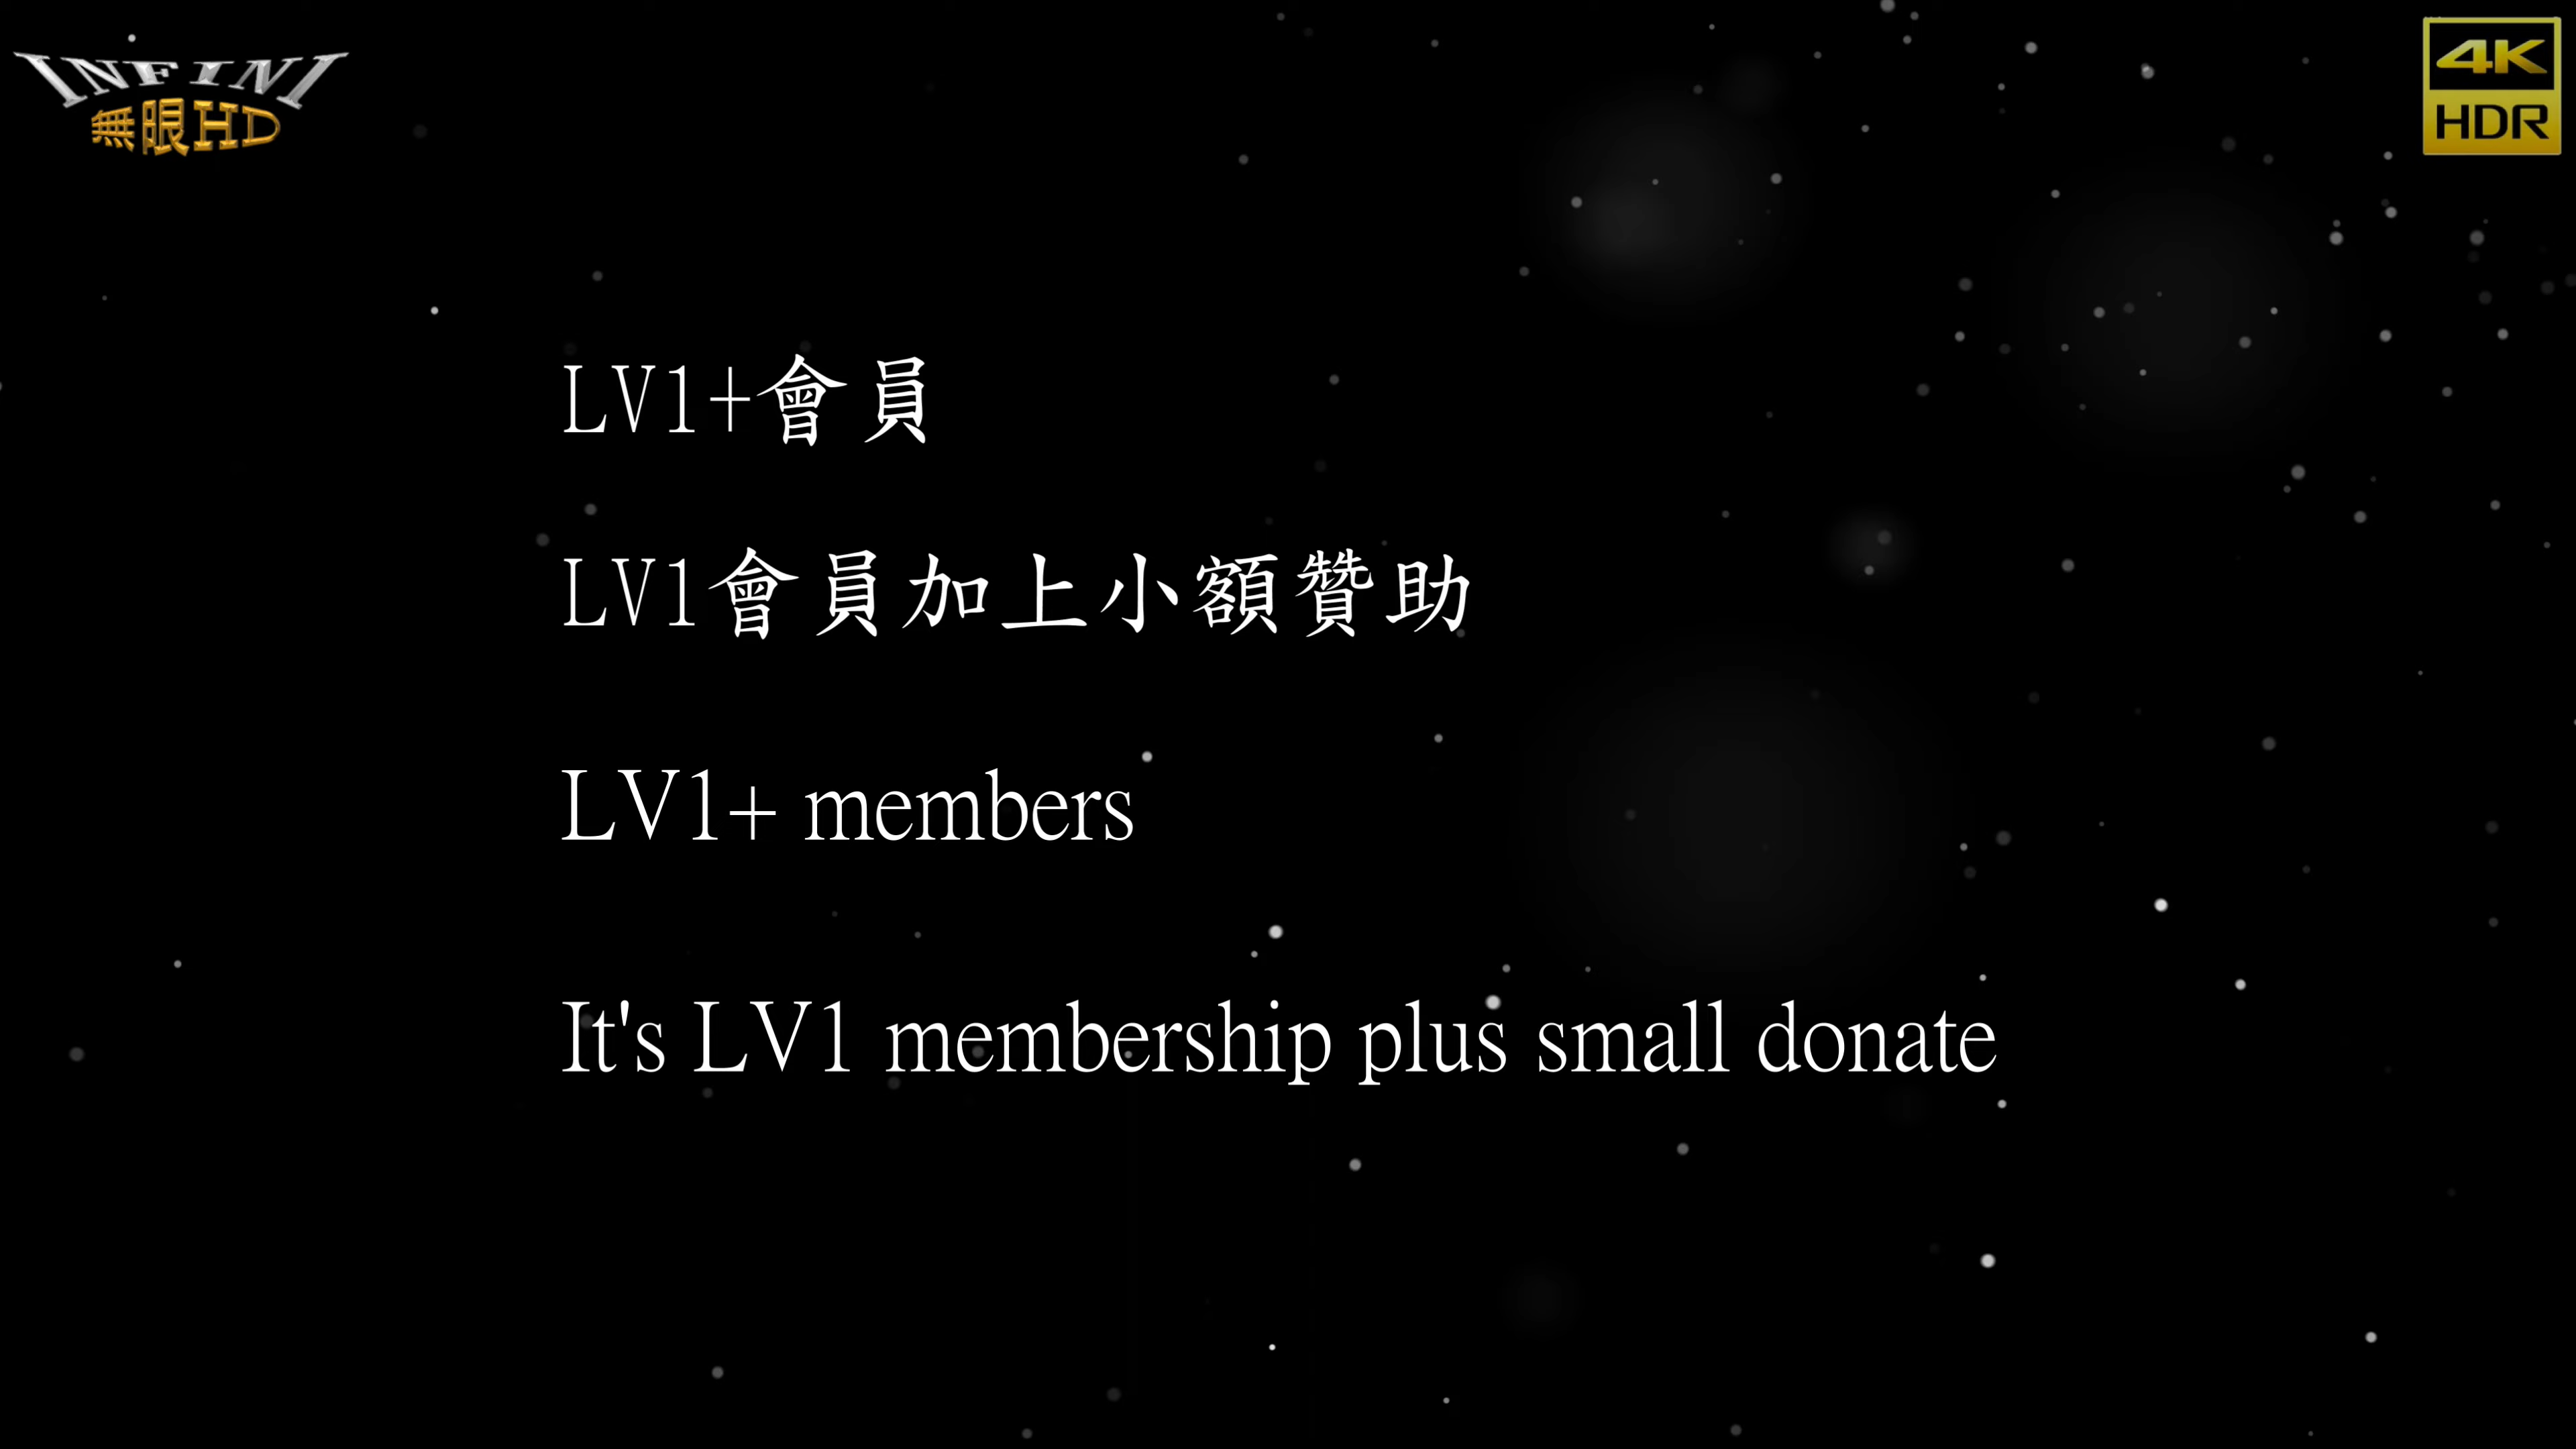 INFINI
無限HD
4K
HDR
LV1+會員
LV1會員加上小額贊助
LV1+ members
It's LV1 membership plus small donate